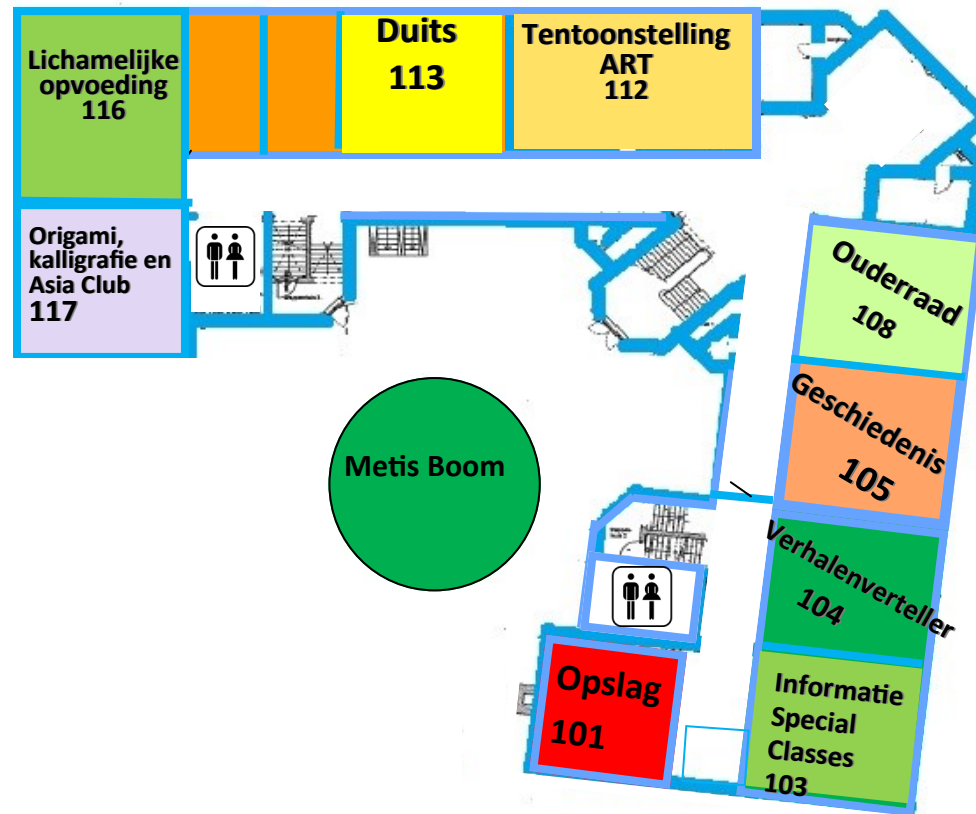 Lichamelijke
opvoeding
116
Duits
113
Tentoonstelling
ART
112
Origami,
kalligrafie en
Asia Club
117
Ouderraad
108
Metis Boom
Geschiedenis
105
Verhalenverteller
104
Opslag
101
Informatie
Special
Classes
103